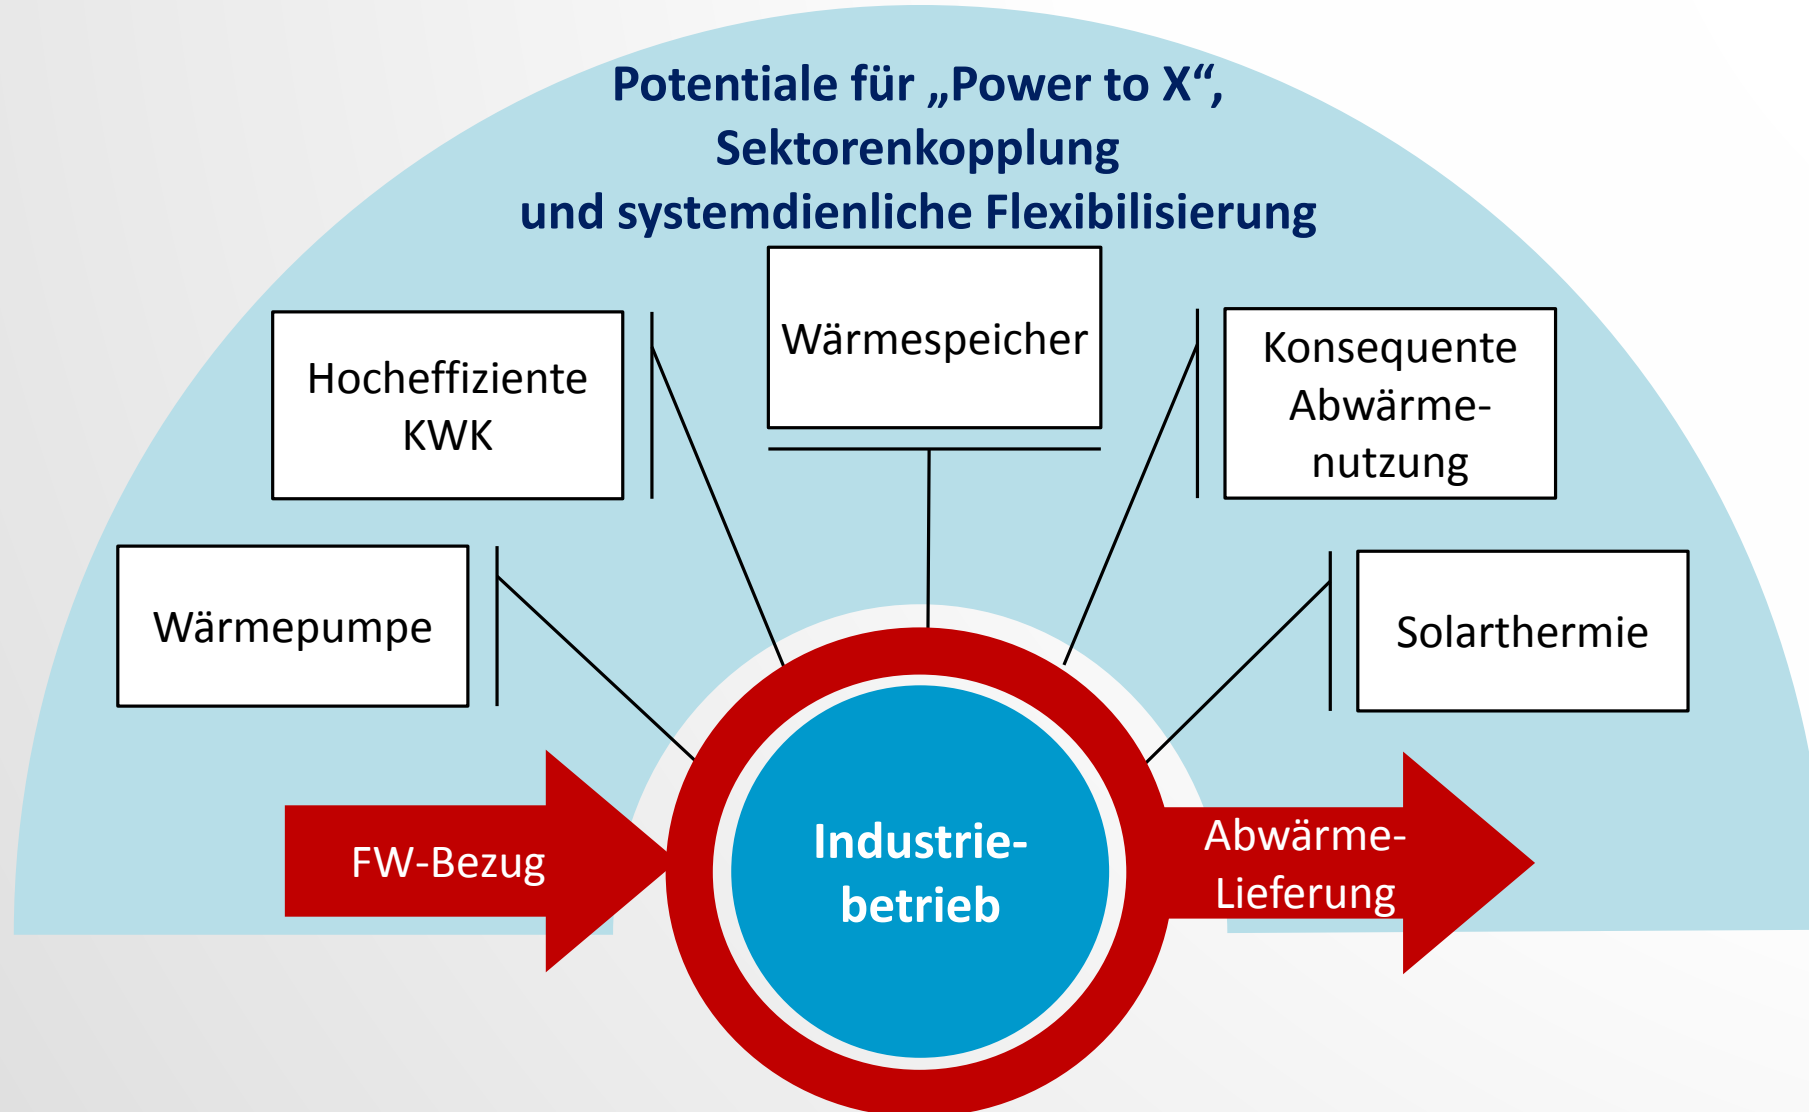 Potentiale für „Power to X“,
Sektorenkopplung
und systemdienliche Flexibilisierung
Wärmespeicher
Hocheffiziente
KWK
Konsequente
Abwärme-
nutzung
Wärmepumpe
Solarthermie
FW-Bezug
Industrie-
betrieb
Abwärme-
Lieferung